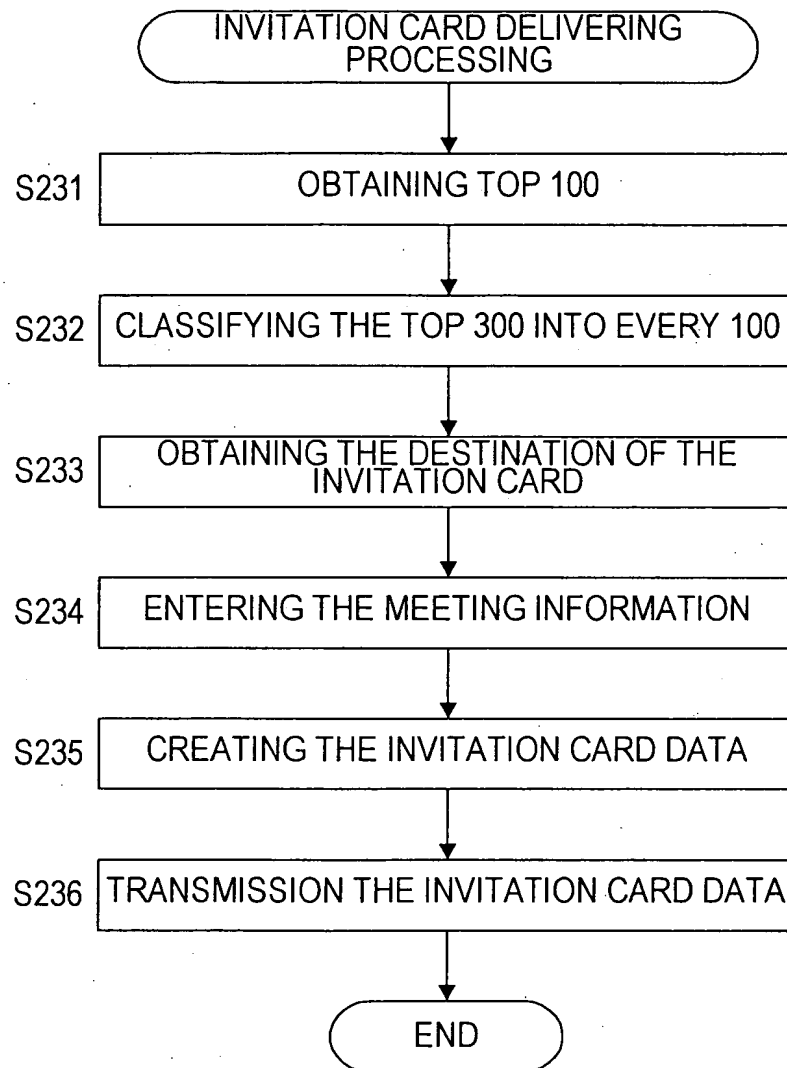 INVITATION CARD DELIVERING
PROCESSING
S231
OBTAINING TOP 100
S232
CLASSIFYING THE TOP 300 INTO EVERY 100
S233
OBTAINING THE DESTINATION OF THE
INVITATION CARD
S234
ENTERING THE MEETING INFORMATION
S235
CREATING THE INVITATION CARD DATA
S236
TRANSMISSION THE INVITATION CARD DATA
END